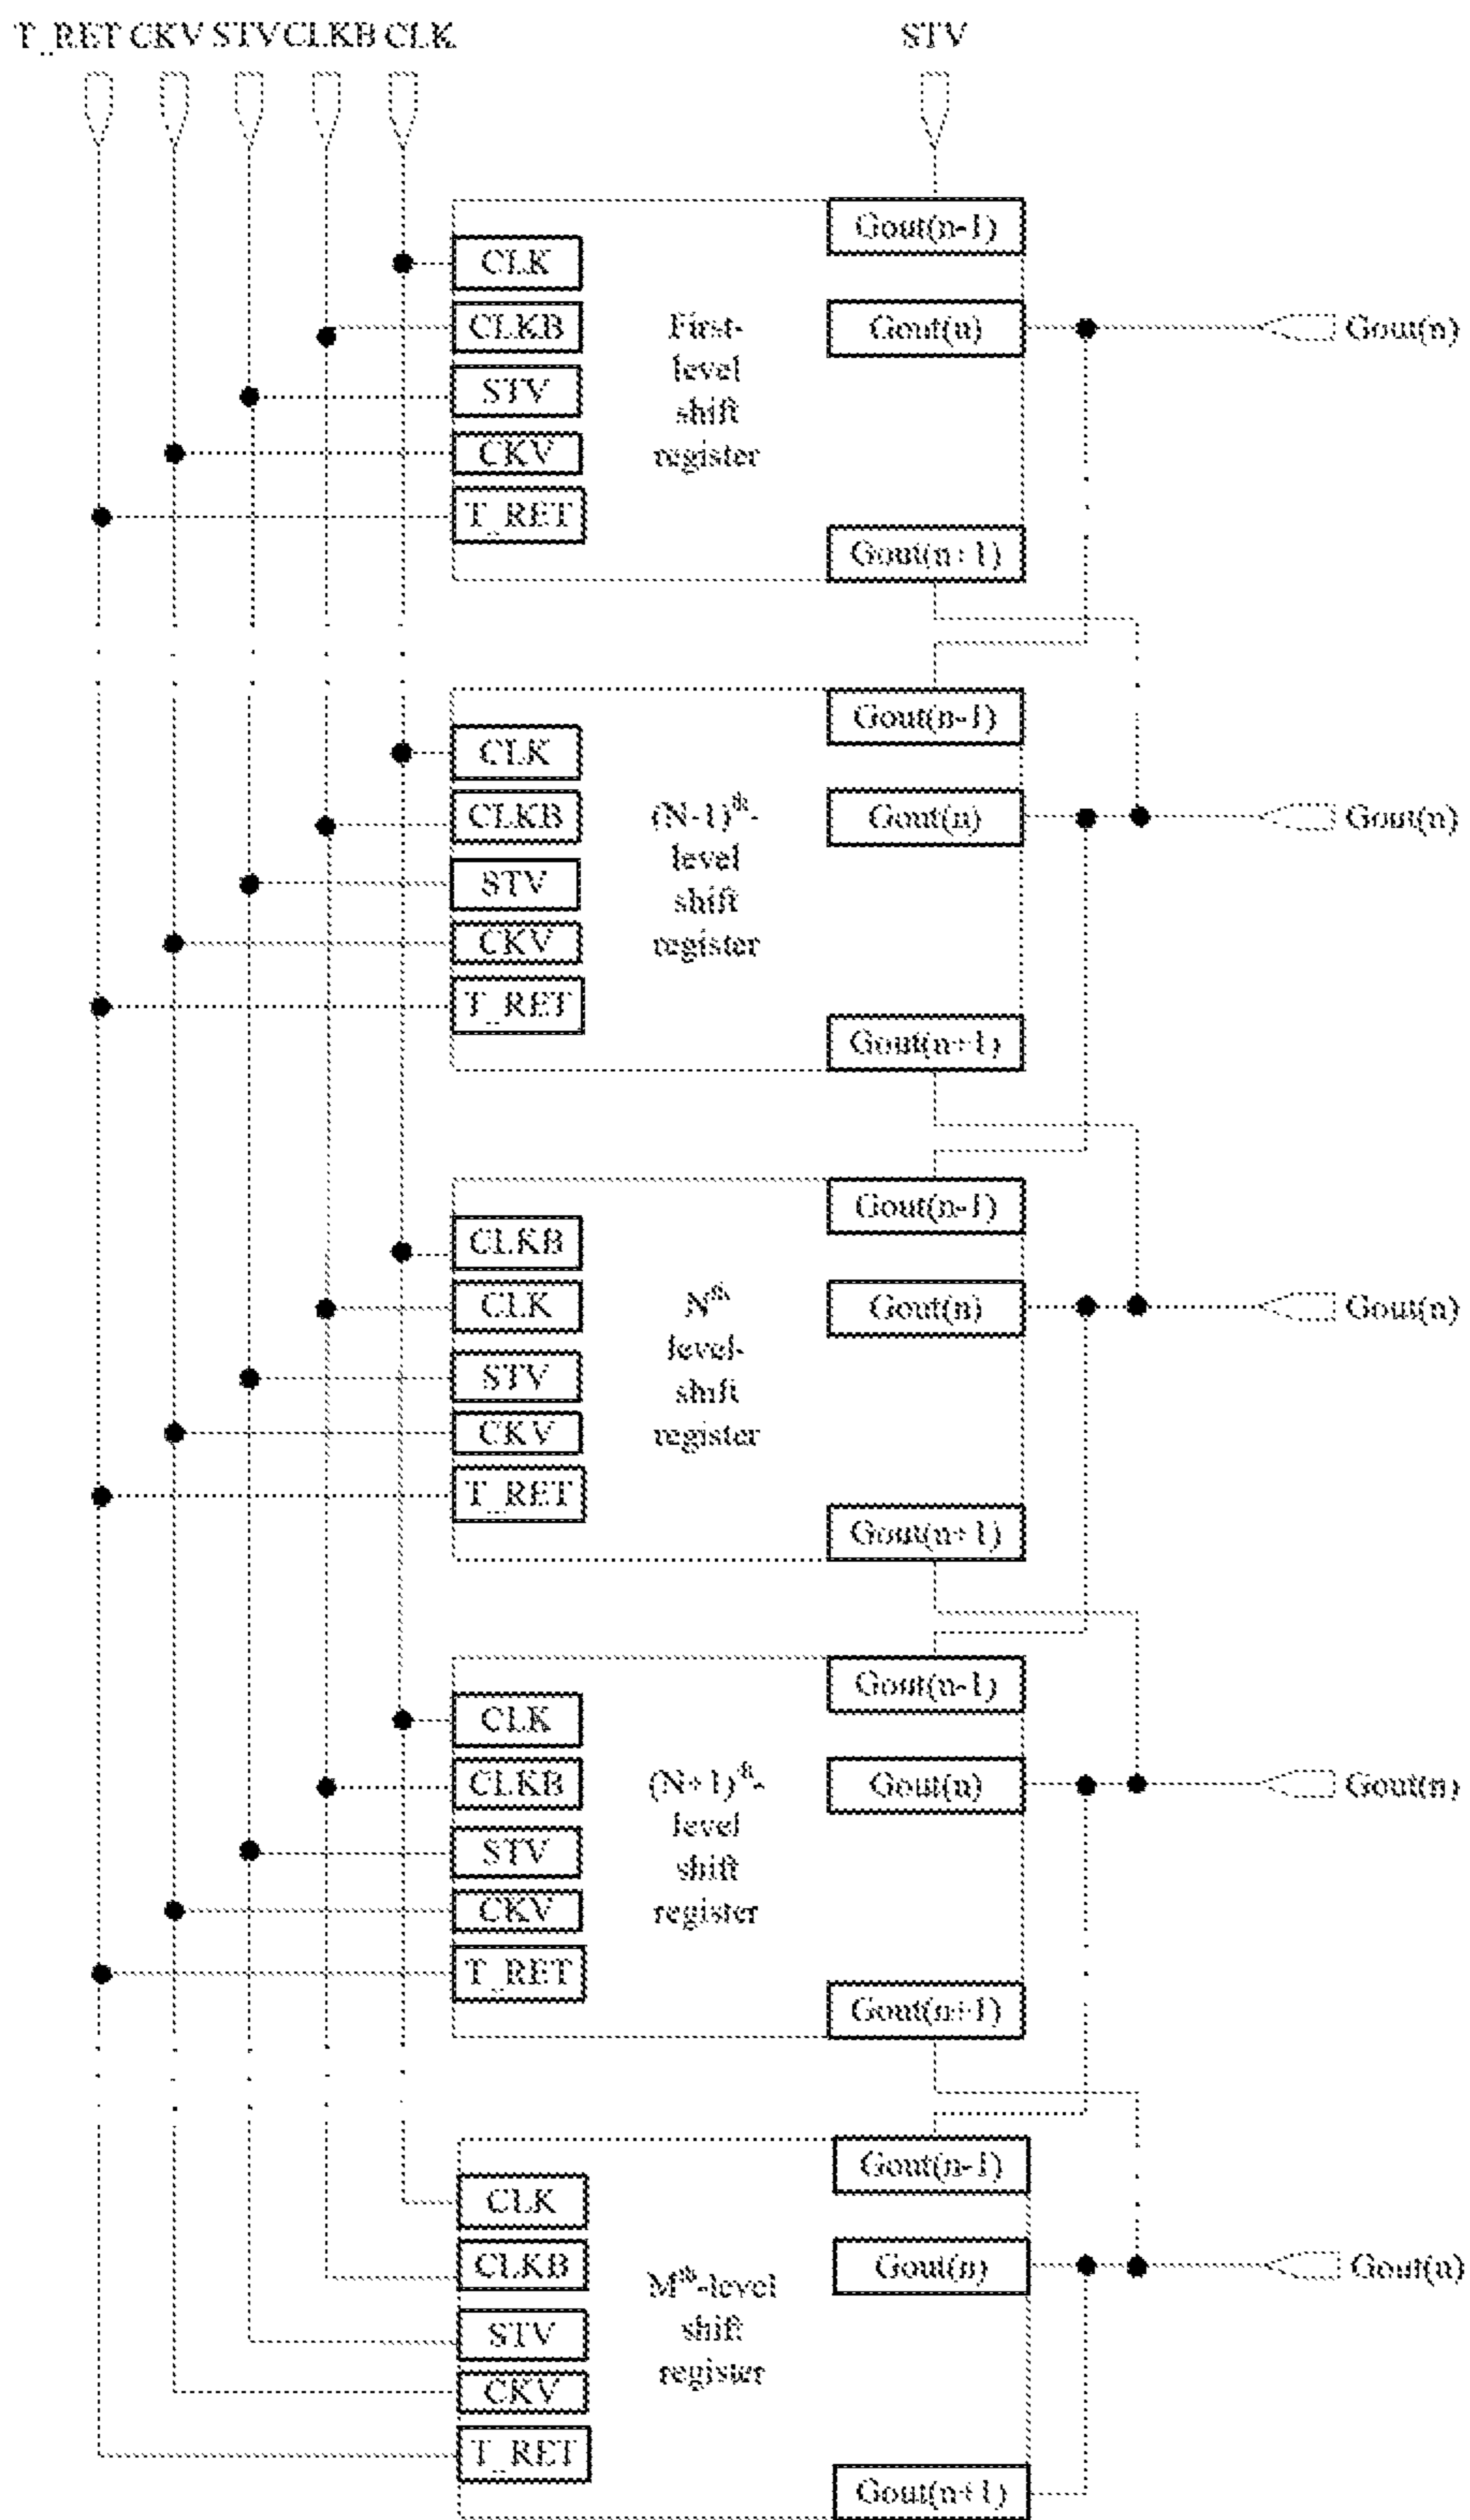 T_RET CKV STV CLKB CLK STV
Gout(n-1)
CLK
CLKB
STV
CKV
T_RET
First-
level
shift
register
Gout(n)
Gout(n)
Gout(n+1)
Gout(n-1)
CLK
CLKB
STV
CKV
T_RET
(N-1)th-
level
shift
register
Gout(n)
Gout(n)
Gout(n+1)
Gout(n-1)
CLKB
CLK
STV
CKV
T_RET
Nth
level-
shift
register
Gout(n)
Gout(n)
Gout(n+1)
Gout(n-1)
CLK
CLKB
STV
CKV
T_RET
(N+1)th-
level
shift
register
Gout(n)
Gout(n)
Gout(n+1)
Gout(n-1)
CLK
CLKB
STV
CKV
T_RET
Mth-level
shift
register
Gout(n)
Gout(n)
Gout(n+1)